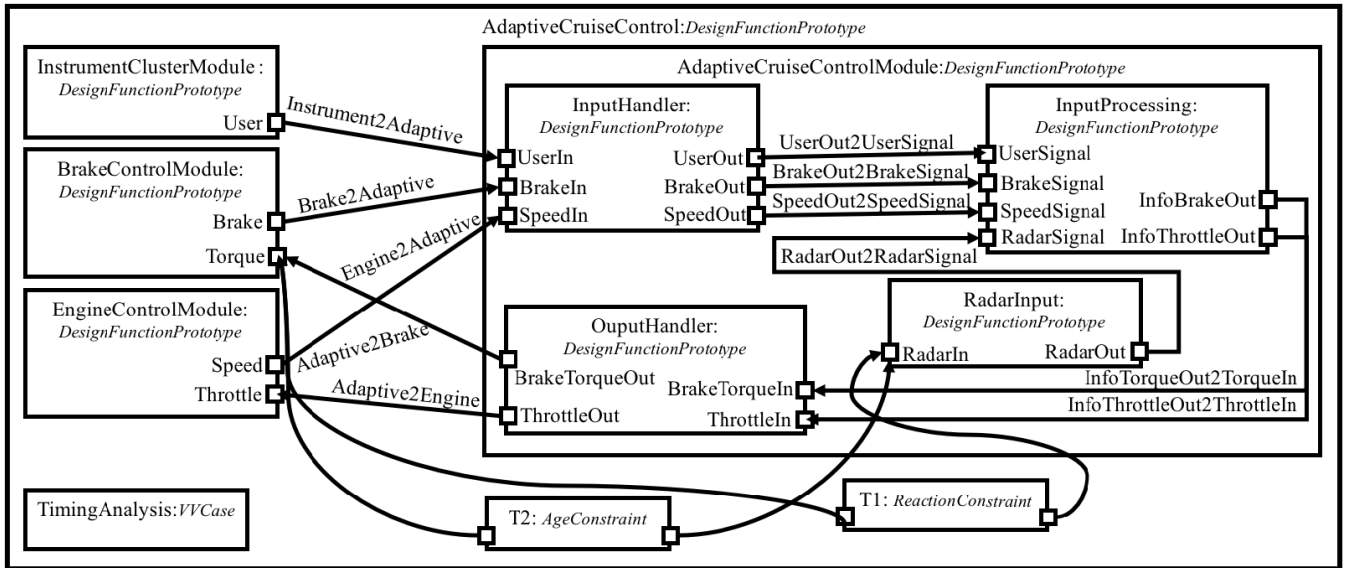 AdaptiveCruiseControl:DesignFunctionPrototype
InstrumentClusterModule :
DesignFunctionPrototype
User
BrakeControlModule:
DesignFunctionPrototype
Brake
Torque
EngineControlModule:
DesignFunctionPrototype
Speed
Throttle
Instrument2Adaptive
Brake2Adaptive
Engine2Adaptive
Adaptive2Brake
Adaptive2Engine
AdaptiveCruiseControlModule:DesignFunctionPrototype
InputHandler:
DesignFunctionPrototype
UserIn
UserOut
BrakeIn
BrakeOut
SpeedIn
SpeedOut
UserOut2UserSignal
BrakeOut2BrakeSignal
SpeedOut2SpeedSignal
RadarOut2RadarSignal
InputProcessing:
DesignFunctionPrototype
UserSignal
BrakeSignal
SpeedSignal
RadarSignal
InfoBrakeOut
InfoThrottleOut
OuputHandler:
DesignFunctionPrototype
BrakeTorqueOut
BrakeTorqueIn
ThrottleOut
ThrottleIn
RadarInput:
DesignFunctionPrototype
RadarIn
RadarOut
InfoTorqueOut2TorqueIn
InfoThrottleOut2ThrottleIn
TimingAnalysis:VVCase
T2: AgeConstraint
T1: ReactionConstraint